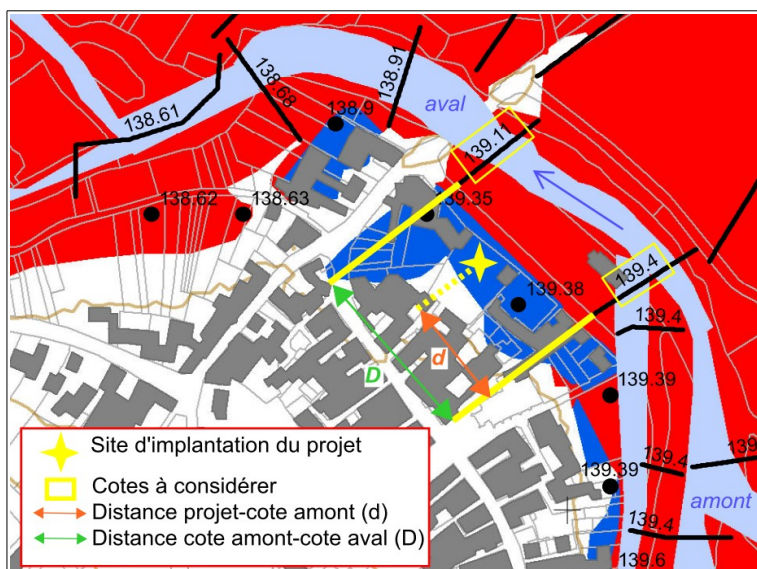 138.61
138.68
138.91
138.9
aval
139.11
138.62
138.63
139.35
139.4
139.38
139.4
D
d
139.39
139.39
139.4
139
amont
139.4
139.6
Site d'implantation du projet
Cotes à considérer
Distance projet-cote amont (d)
Distance cote amont-cote aval (D)